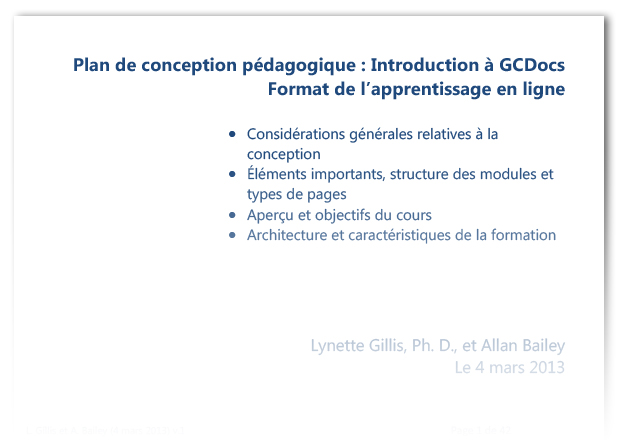 Plan de conception pédagogique : Introduction à GCDocs
Format de l’apprentissage en ligne
• Considérations générales relatives à la
conception
• Éléments importants, structure des modules et
types de pages
• Aperçu et objectifs du cours
• Architecture et caractéristiques de la formation
Lynette Gillis, Ph. D., et Allan Bailey
Le 4 mars 2013